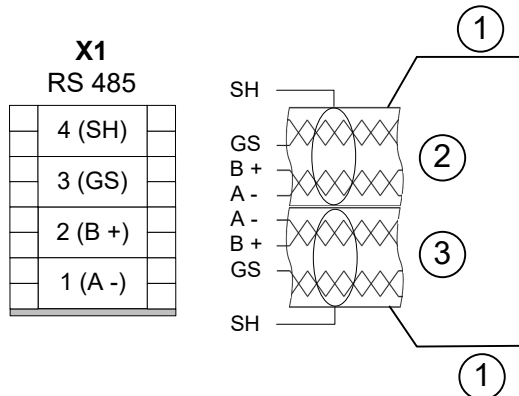 X1
RS 485
4 (SH)
3 (GS)
2 (B +)
1 (A -)
1
SH
GS
B +
A -
2
A -
B +
GS
3
SH
1